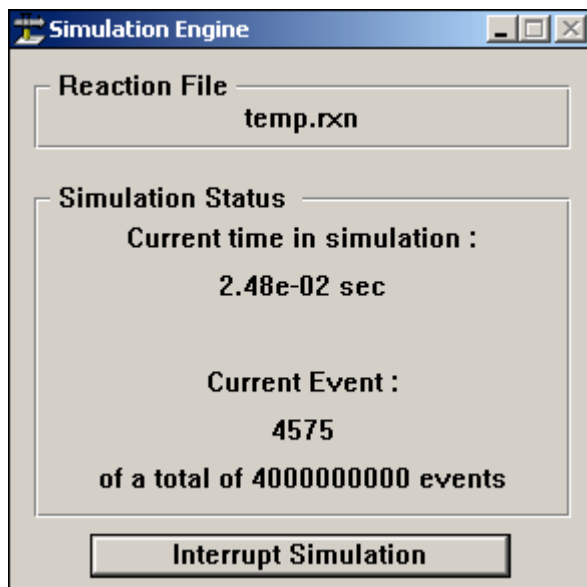 Simulation Engine
Reaction File
temp.rxn
Simulation Status
Current time in simulation :
2.48e-02 sec
Current Event :
4575
of a total of 4000000000 events
Interrupt Simulation